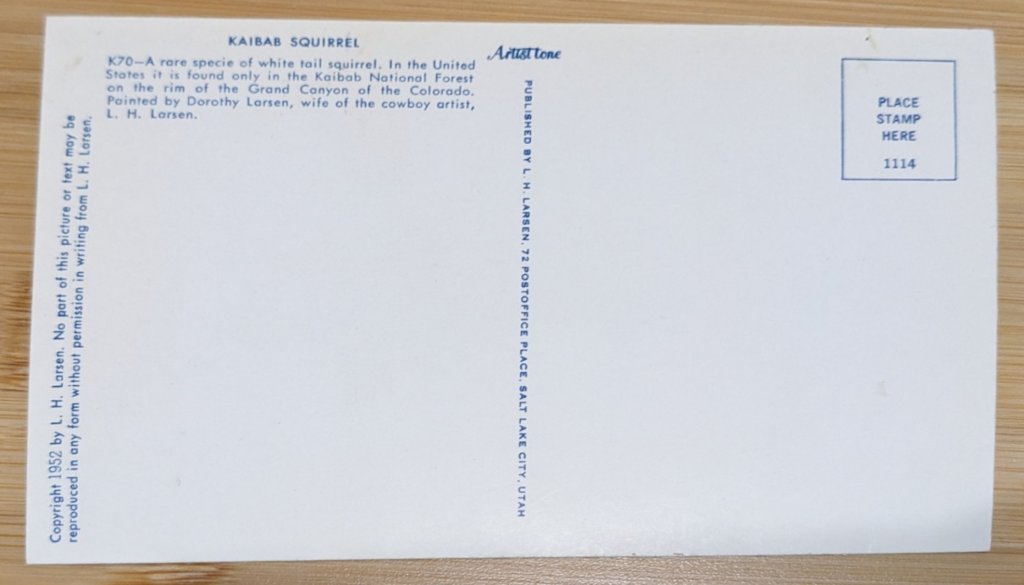 KAIBAB SQUIRREL
K70—A rare specie of white tail squirrel. In the United
States it is found only in the Kaibab National Forest
on the rim of the Grand Canyon of the Colorado.
Painted by Dorothy Larsen, wife of the cowboy artist,
L. H. Larsen.
Copyright 1952 by L. H. Larsen. No part of this picture or text may be
reproduced in any form without permission in writing from L. H. Larsen.
Artist tone
PUBLISHED BY L. H. LARSEN, 72 POSTOFFICE PLACE, SALT LAKE CITY, UTAH
PLACE
STAMP
HERE
1114